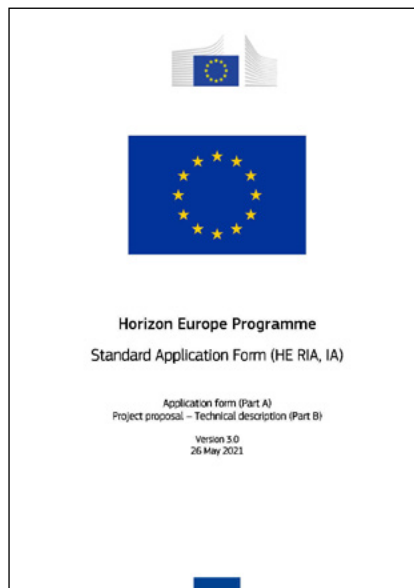 Horizon Europe Programme
Standard Application Form (HE RIA, IA)
Application form (Part A)
Project proposal – Technical description (Part B)
Version 3.0
26 May 2021